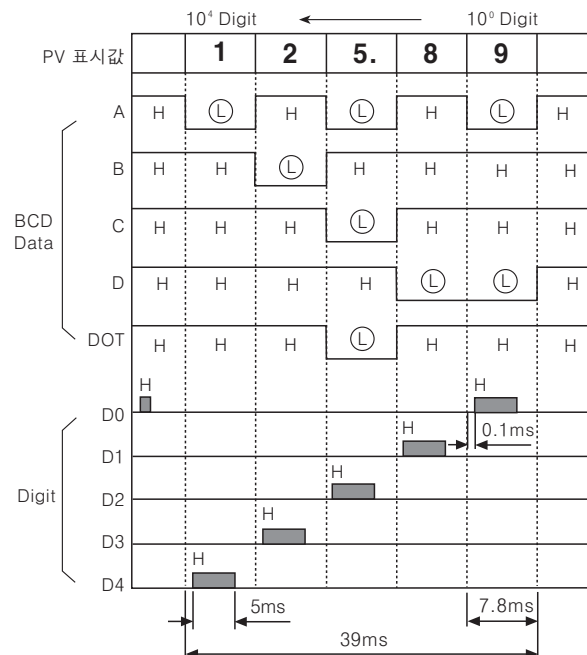 10⁴ Digit 10⁰ Digit
PV 표시값 1 2 5. 8 9
A H L H L H L H
B H H L H H H H
BCD Data
C H H H L H H H
D H H H H L L H
DOT H H H L H H H
H H
D0 0.1ms
H
D1
Digit
H
D2
H
D3
H
D4
5ms 7.8ms
39ms